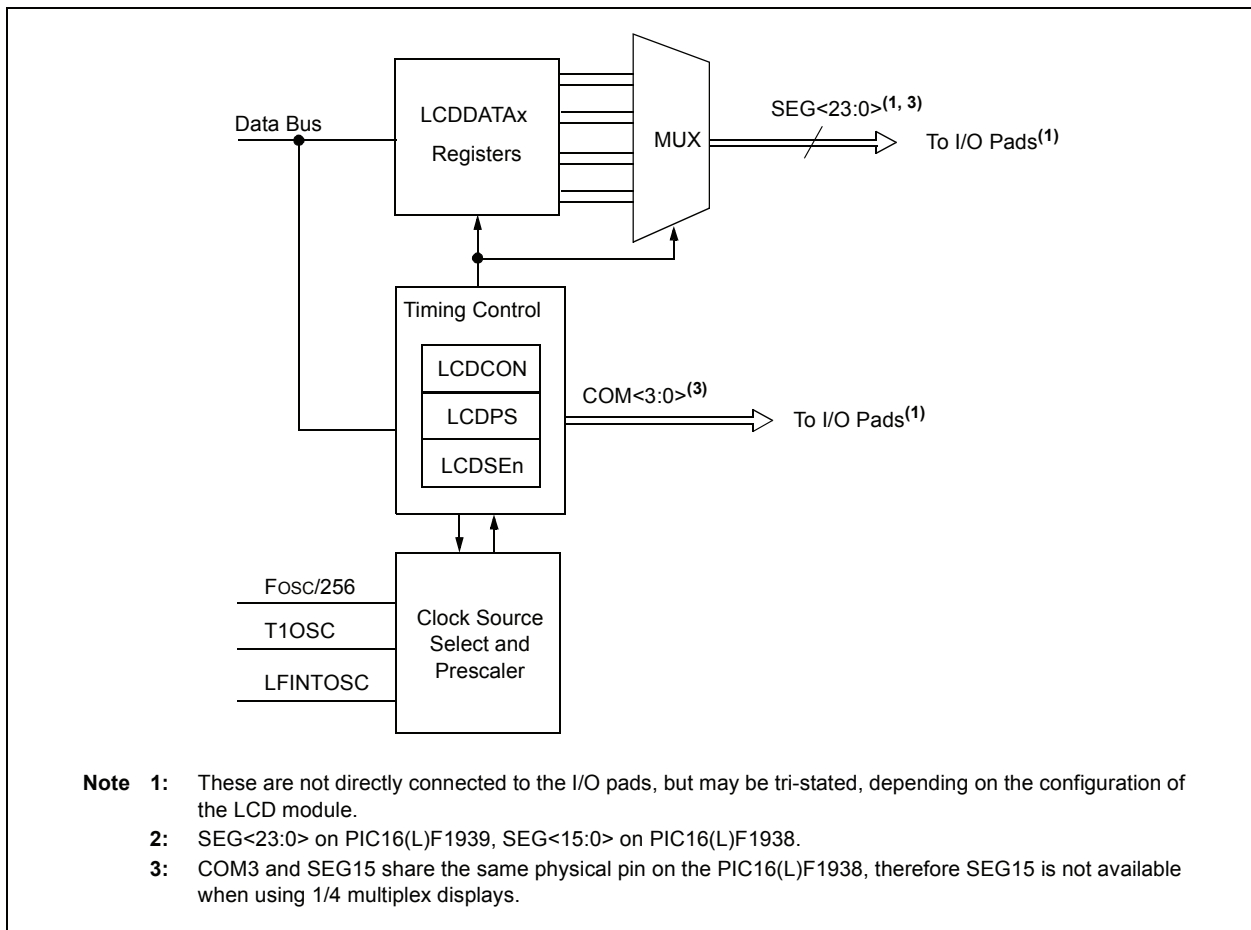 LCDDATAx
Registers
Data Bus
MUX
SEG<23:0>(1, 3)
To I/O Pads(1)
Timing Control
LCDCON
LCDPS
LCDSEn
COM<3:0>(3)
To I/O Pads(1)
FOSC/256
T1OSC
LFINTOSC
Clock Source
Select and
Prescaler
Note 1: These are not directly connected to the I/O pads, but may be tri-stated, depending on the configuration of
the LCD module.
2: SEG<23:0> on PIC16(L)F1939, SEG<15:0> on PIC16(L)F1938.
3: COM3 and SEG15 share the same physical pin on the PIC16(L)F1938, therefore SEG15 is not available
when using 1/4 multiplex displays.